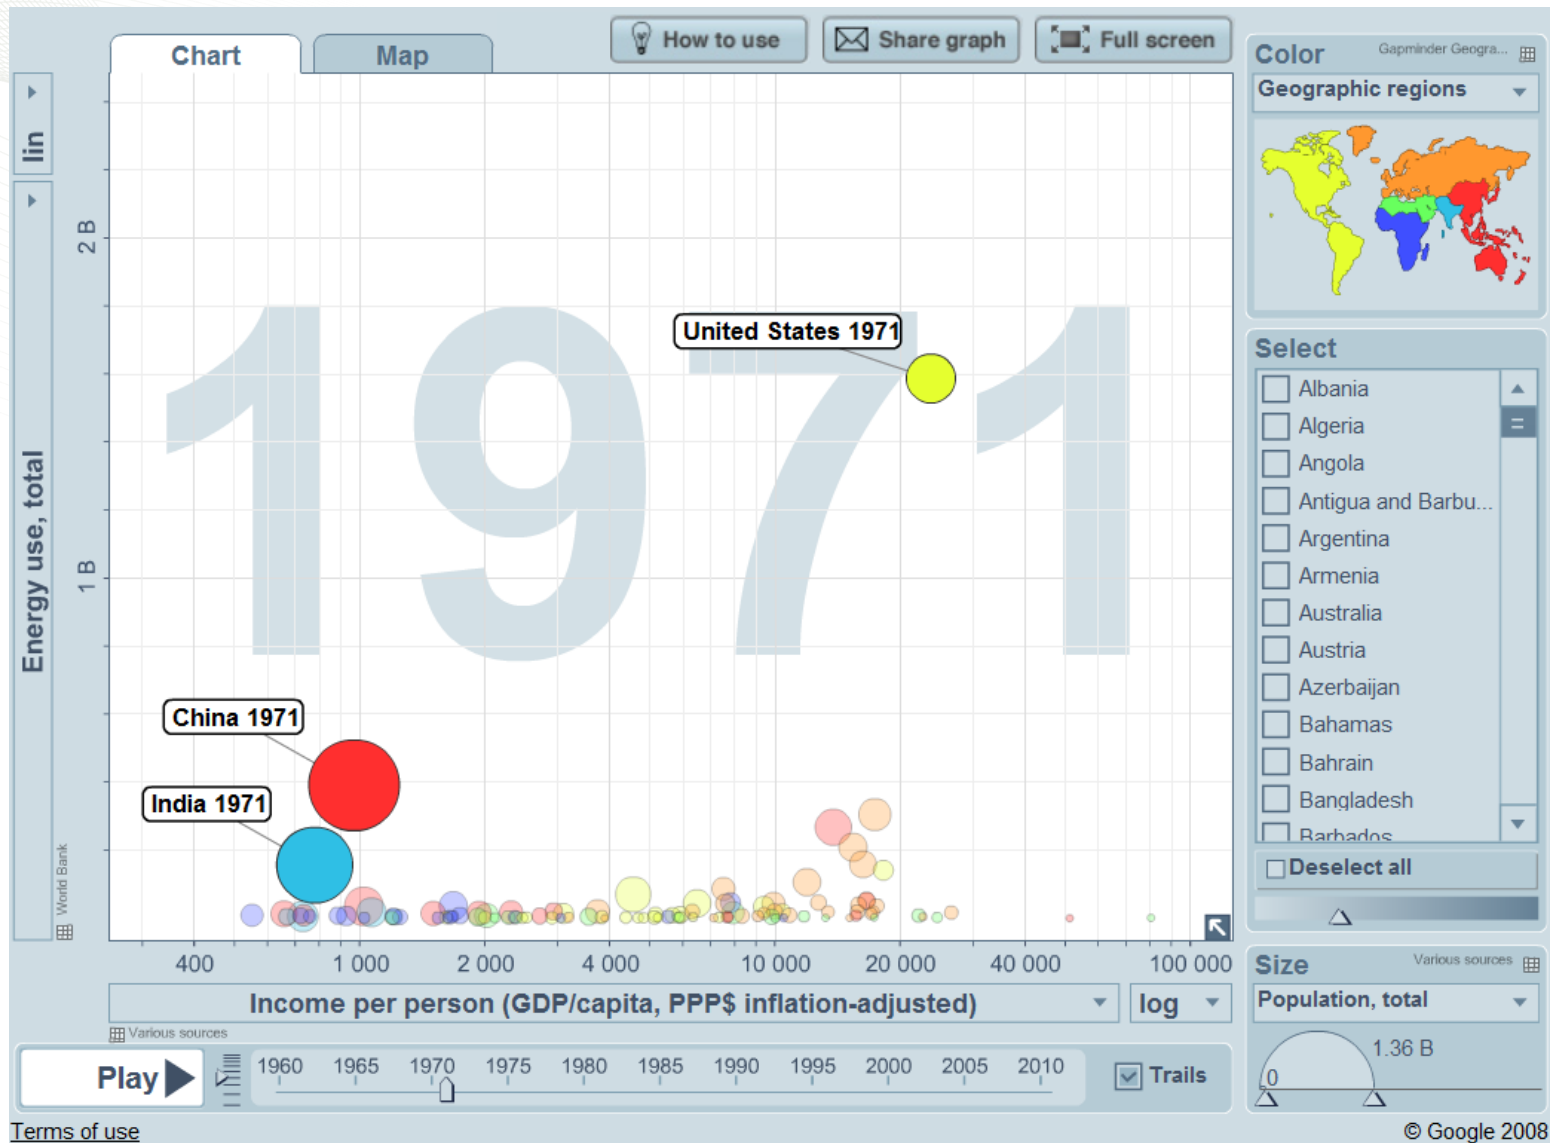 Chart
Map
How to use
Share graph
Full screen
lin
Energy use, total
World Bank
2B
1B
1971
United States 1971
China 1971
India 1971
400
1 000
2 000
4 000
10 000
20 000
40 000
100 000
Income per person (GDP/capita, PPP$ inflation-adjusted)
log
Various sources
Play
1960
1965
1970
1975
1980
1985
1990
1995
2000
2005
2010
Trails
Color
Gapminder Geogra...
Geographic regions
Select
Albania
Algeria
Angola
Antigua and Barbu...
Argentina
Armenia
Australia
Austria
Azerbaijan
Bahamas
Bahrain
Bangladesh
Barbados
Deselect all
Size
Various sources
Population, total
1.36 B
0
Terms of use
© Google 2008